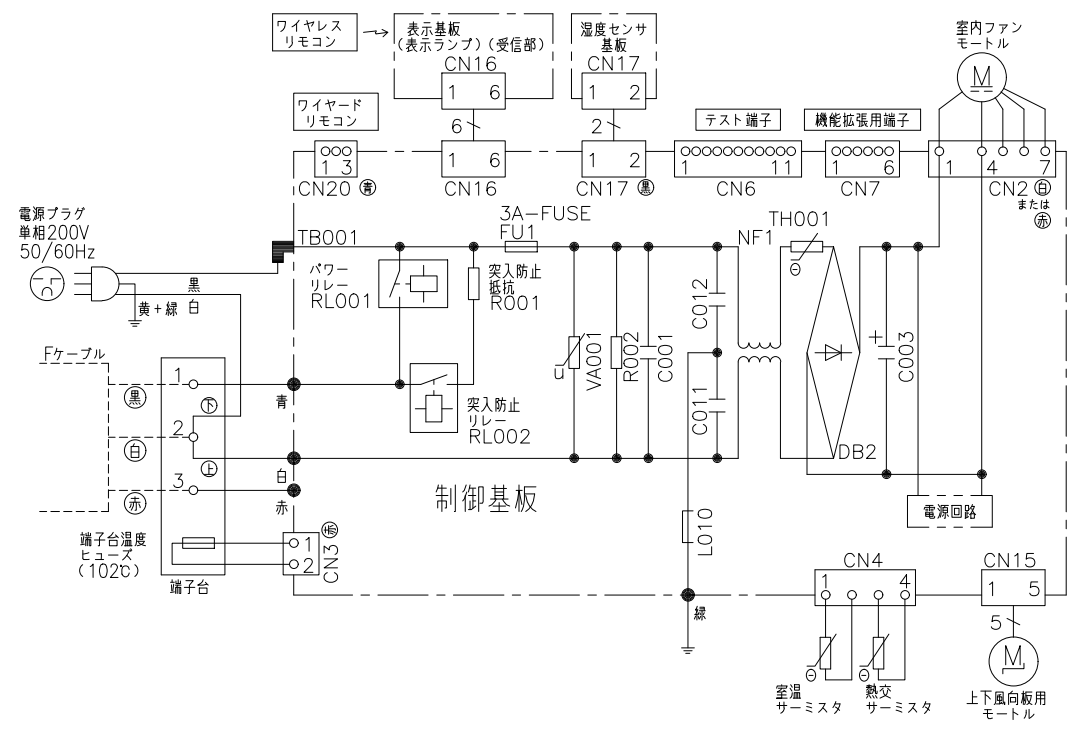 ワイヤレス
リモコン
表示基板
(表示ランプ)(受信部)
CN16
1 6
湿度センサ
基板
CN17
1 2
室内ファン
モートル
M
ワイヤード
リモコン
6
2
テスト端子
機能拡張用端子
1 3
CN20 青
1 6
CN16
1 2
CN17 黒
1 11
CN6
1 6
CN7
1 4 7
CN2 白
または
赤
電源プラグ
単相200V
50/60Hz
黒
白
黄+緑
TB001
3A-FUSE
FU1
パワー
リレー
RL001
突入防止
抵抗
R001
突入防止
リレー
RL002
VA001
R002
C001
C012
C011
NF1
TH001
DB2
C003
電源回路
Fケーブル
黒
白
赤
1
下
2
上
3
青
白
赤
制御基板
端子台温度
ヒューズ
(102℃)
端子台
1
2
CN3 赤
L010
緑
CN4
1 4
室温
サーミスタ
熱交
サーミスタ
CN15
1 5
5
M
上下風向板用
モートル